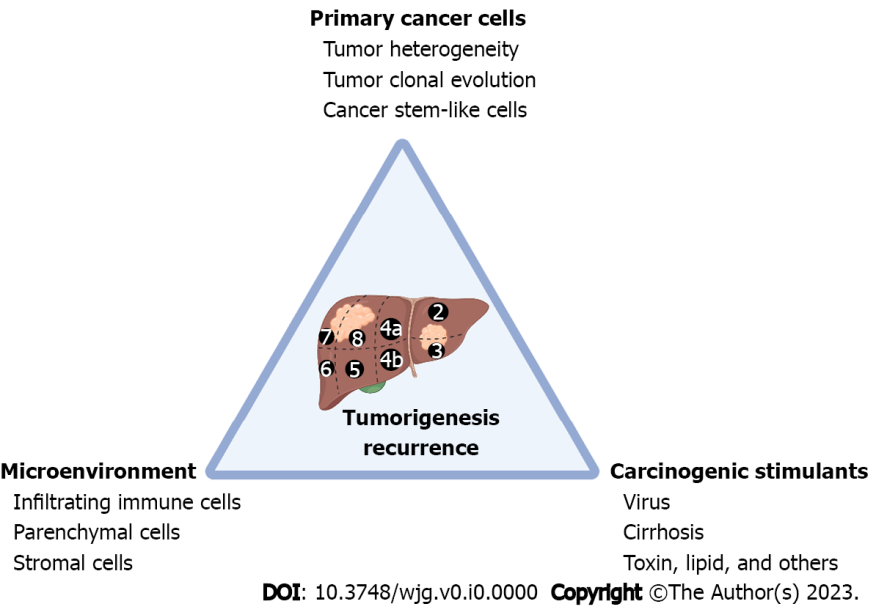 Primary cancer cells
Tumor heterogeneity
Tumor clonal evolution
Cancer stem-like cells
2
4a
7
8
3
4b
6
5
Tumorigenesis
recurrence
Microenvironment
Infiltrating immune cells
Parenchymal cells
Stromal cells
Carcinogenic stimulants
Virus
Cirrhosis
Toxin, lipid, and others
DOI: 10.3748/wjg.v0.i0.0000 Copyright ©The Author(s) 2023.